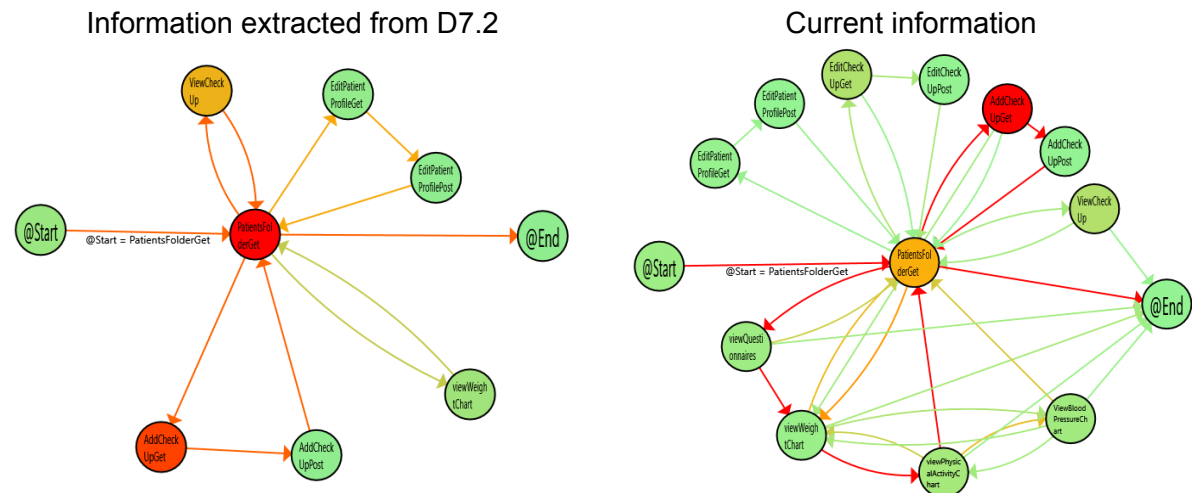 Information extracted from D7.2
ViewCheck
Up
EditPatient
ProfileGet
EditPatient
ProfilePost
@Start
PatientsFol
derGet
@Start = PatientsFolderGet
@End
viewWeigh
tChart
AddCheck
UpGet
AddCheck
UpPost
Current information
EditCheck
UpGet
EditCheck
UpPost
EditPatient
ProfilePost
AddCheck
UpGet
AddCheck
UpPost
EditPatient
ProfileGet
ViewCheck
Up
@Start
PatientsFol
derGet
@Start = PatientsFolderGet
@End
viewQuesti
onnaires
viewWeigh
tChart
ViewBlood
PressureCh
art
viewPhysic
alActivityC
hart